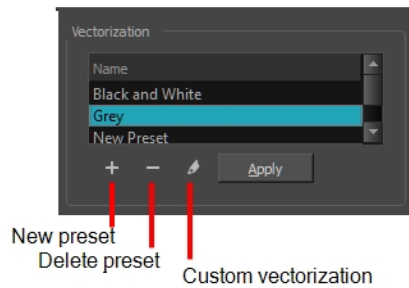 Vectorization
Name
Black and White
Grey
New Preset
Apply
New preset
Delete preset
Custom vectorization